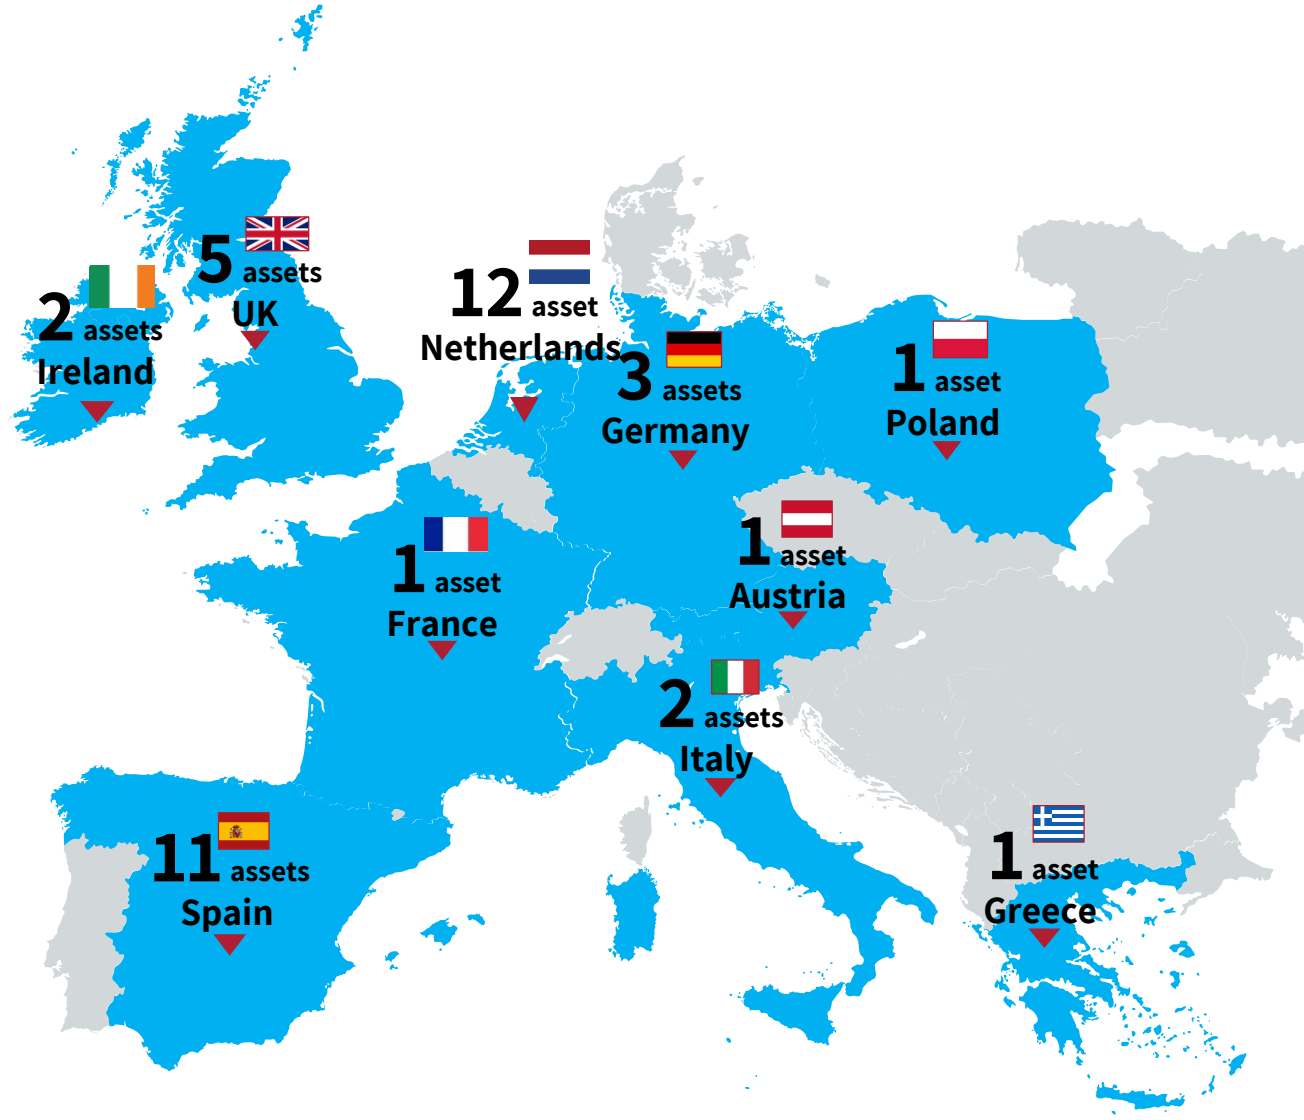 5 assets
UK
2 assets
Ireland
12 asset
Netherlands
3 assets
Germany
1 asset
Poland
1 asset
France
1 asset
Austria
2 assets
Italy
11 assets
Spain
1 asset
Greece